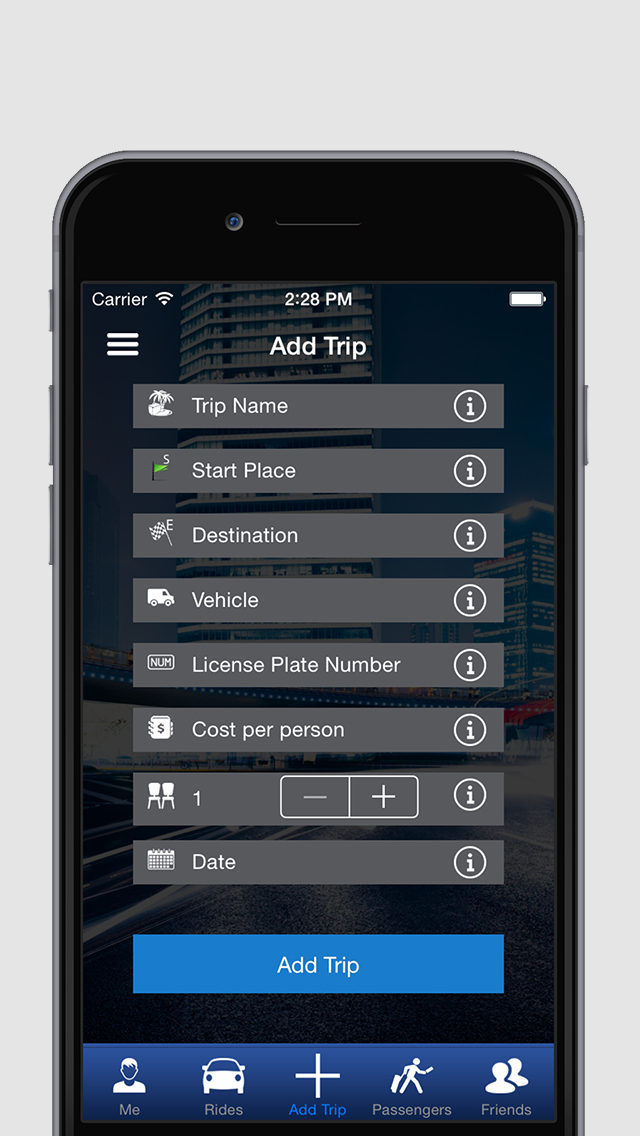 Carrier 2:28 PM
Add Trip
Trip Name
S
Start Place
E
Destination
Vehicle
NUM License Plate Number
$ Cost per person
1 — +
Date
Add Trip
Me Rides Add Trip Passengers Friends